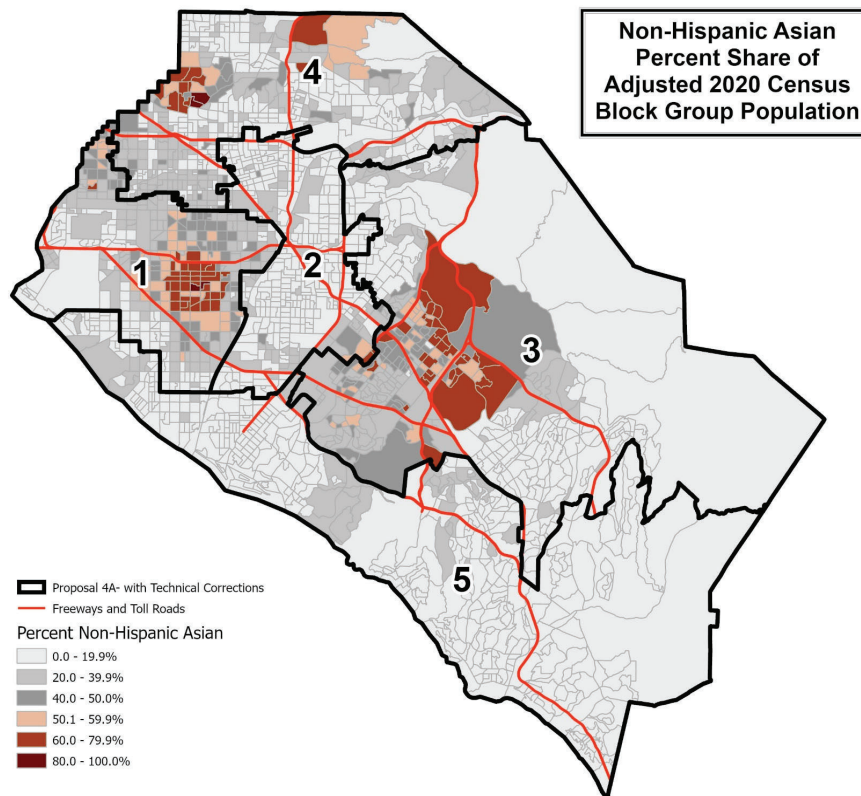 Non-Hispanic Asian
Percent Share of
Adjusted 2020 Census
Block Group Population
4
1
2
3
5
Proposal 4A- with Technical Corrections
Freeways and Toll Roads
Percent Non-Hispanic Asian
0.0 - 19.9%
20.0 - 39.9%
40.0 - 50.0%
50.1 - 59.9%
60.0 - 79.9%
80.0 - 100.0%